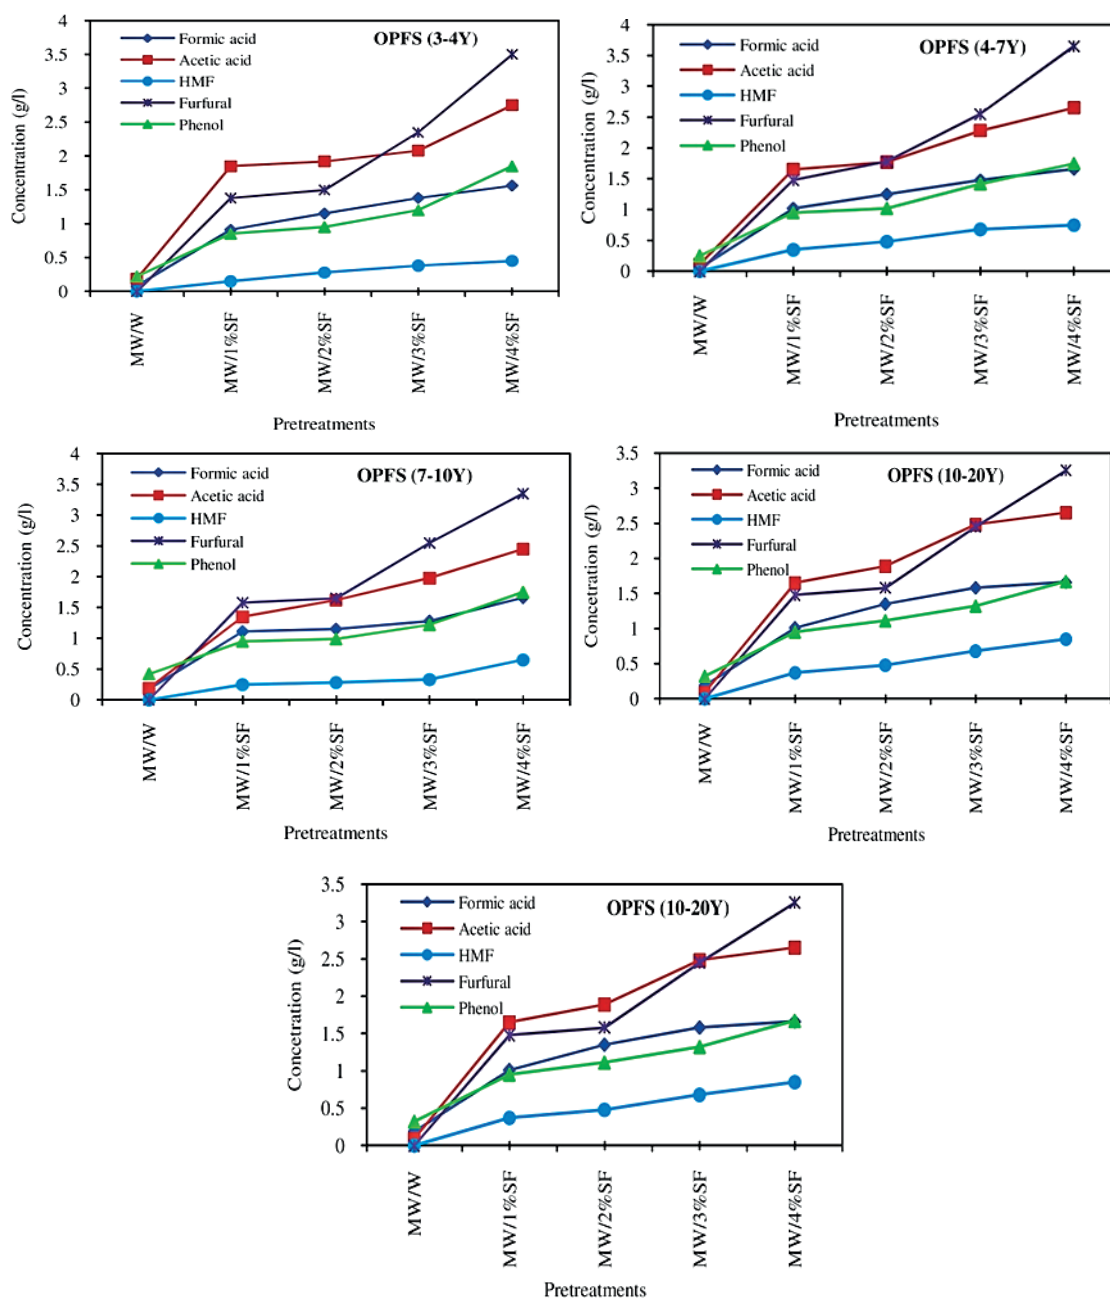 OPFS (3-4Y)
Formic acid
Acetic acid
HMF
Furfural
Phenol
Concentration (g/l)
4
3.5
3
2.5
2
1.5
1
0.5
0
MW/W
MW/1%SF
MW/2%SF
MW/3%SF
MW/4%SF
Pretreatments
OPFS (4-7Y)
Formic acid
Acetic acid
HMF
Furfural
Phenol
Concentration (g/l)
4
3.5
3
2.5
2
1.5
1
0.5
0
MW/W
MW/1%SF
MW/2%SF
MW/3%SF
MW/4%SF
Pretreatments
OPFS (7-10Y)
Formic acid
Acetic acid
HMF
Furfural
Phenol
Concentration (g/l)
4
3.5
3
2.5
2
1.5
1
0.5
0
MW/W
MW/1%SF
MW/2%SF
MW/3%SF
MW/4%SF
Pretreatments
OPFS (10-20Y)
Formic acid
Acetic acid
HMF
Furfural
Phenol
Concetration (g/l)
3.5
3
2.5
2
1.5
1
0.5
0
MW/W
MW/1%SF
MW/2%SF
MW/3%SF
MW/4%SF
Pretreatments
OPFS (10-20Y)
Formic acid
Acetic acid
HMF
Furfural
Phenol
Concetration (g/l)
3.5
3
2.5
2
1.5
1
0.5
0
MW/W
MW/1%SF
MW/2%SF
MW/3%SF
MW/4%SF
Pretreatments